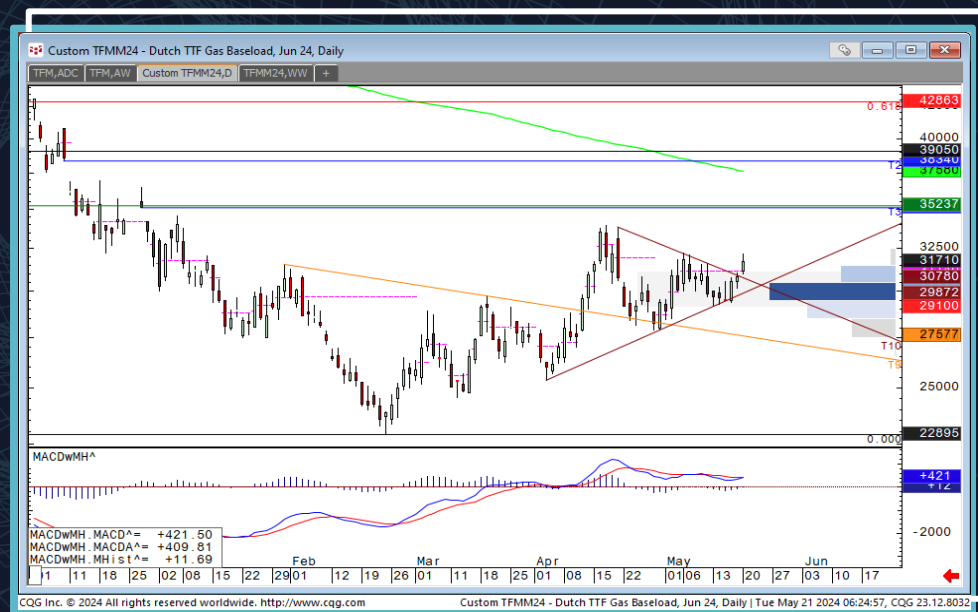 Custom TFMM24 - Dutch TTF Gas Baseload, Jun 24, Daily
TFM,ADC TFM,AW Custom TFMM24,D TFMM24,WW +
42863
0.618
40000
39050
38340
T2
37680
35237
T3
32500
31710
30780
29872
29100
27577
T10
T9
25000
22895
0.000
MACDwMH^
+421
+12
-2000
MACDwMH.MACD^= +421.50
MACDwMH.MACDA^= +409.81
MACDwMH.MHist^= +11.69
Feb Mar Apr May Jun
01 11 18 25 02 08 15 22 29 01 12 19 26 01 11 18 25 01 08 15 22 01 06 13 20 27 03 10 17
CQG Inc. © 2024 All rights reserved worldwide. http://www.cqg.com Custom TFMM24 - Dutch TTF Gas Baseload, Jun 24, Daily | Tue May 21 2024 06:24:57, CQG 23.12.8032